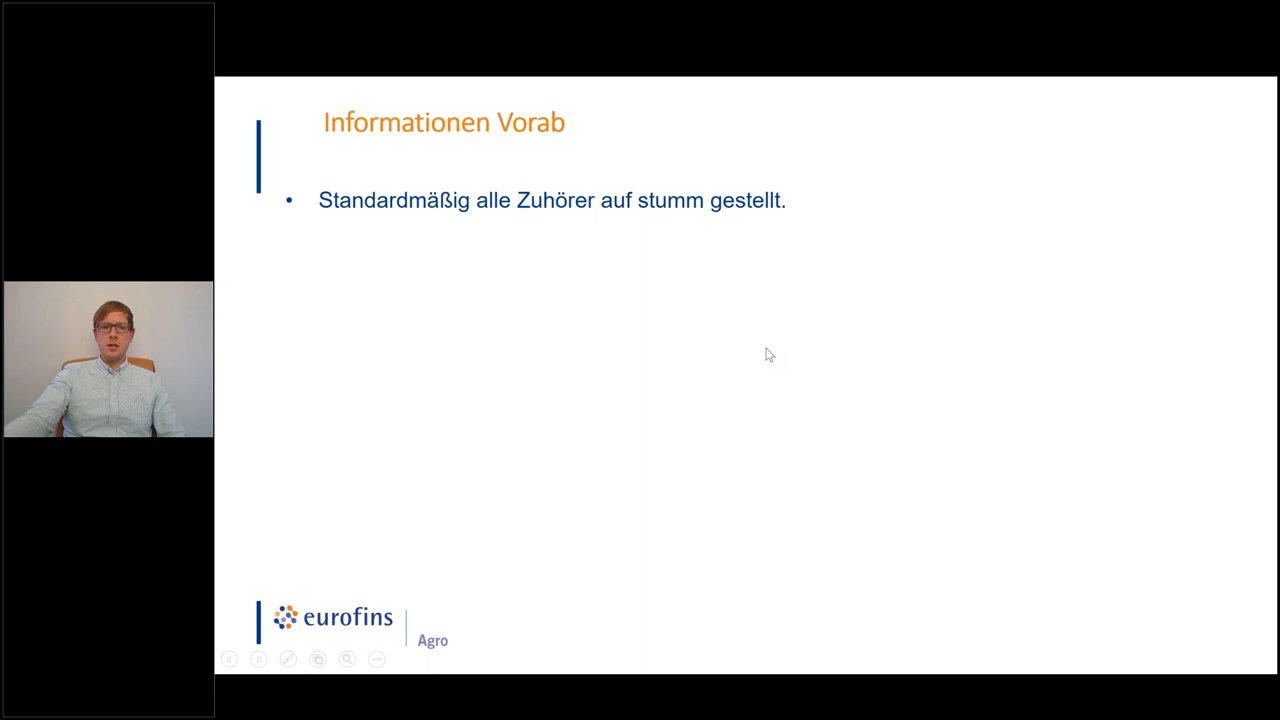 Informationen Vorab
• Standardmäßig alle Zuhörer auf stumm gestellt.
eurofins
Agro